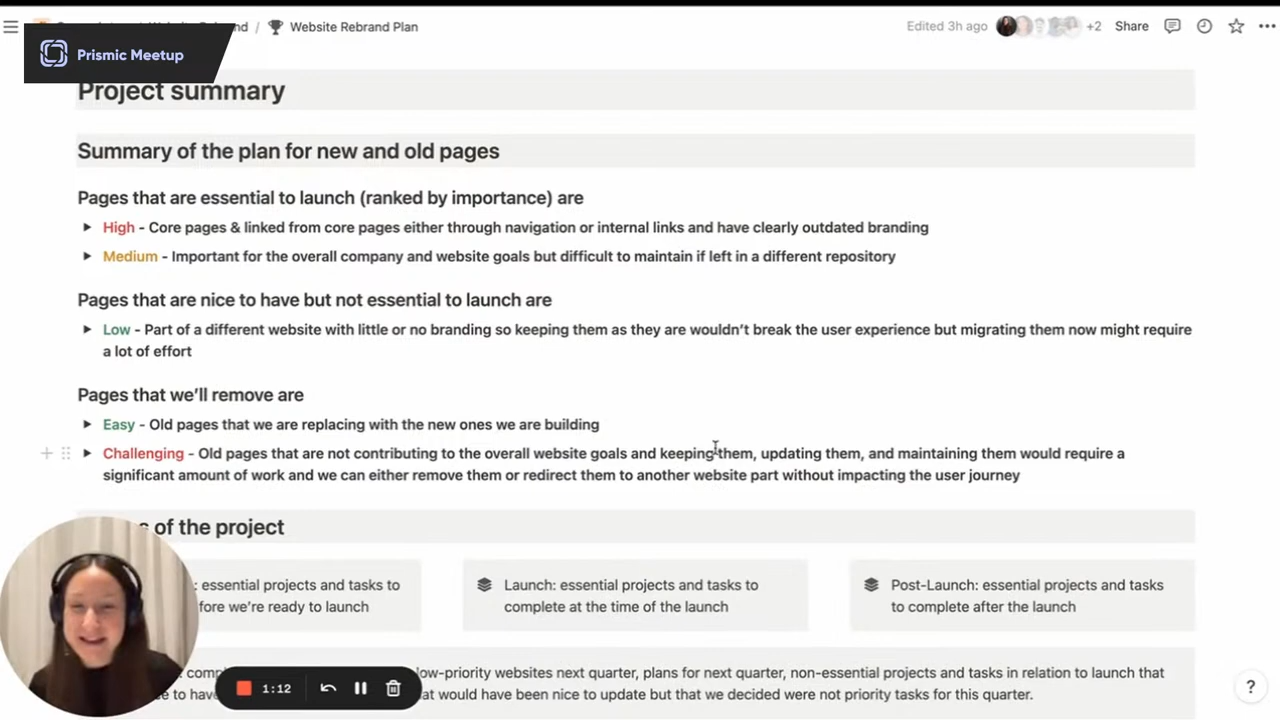 Website Rebrand / Website Rebrand Plan
Edited 3h ago
+2
Share
Prismic Meetup
Project summary
Summary of the plan for new and old pages
Pages that are essential to launch (ranked by importance) are
High - Core pages & linked from core pages either through navigation or internal links and have clearly outdated branding
Medium - Important for the overall company and website goals but difficult to maintain if left in a different repository
Pages that are nice to have but not essential to launch are
Low - Part of a different website with little or no branding so keeping them as they are wouldn’t break the user experience but migrating them now might require
a lot of effort
Pages that we’ll remove are
Easy - Old pages that we are replacing with the new ones we are building
Challenging - Old pages that are not contributing to the overall website goals and keeping them, updating them, and maintaining them would require a
significant amount of work and we can either remove them or redirect them to another website part without impacting the user journey
of the project
: essential projects and tasks to
we’re ready to launch
Launch: essential projects and tasks to
complete at the time of the launch
Post-Launch: essential projects and tasks
to complete after the launch
low-priority websites next quarter, plans for next quarter, non-essential projects and tasks in relation to launch that
to have
would have been nice to update but that we decided were not priority tasks for this quarter.
1:12
?